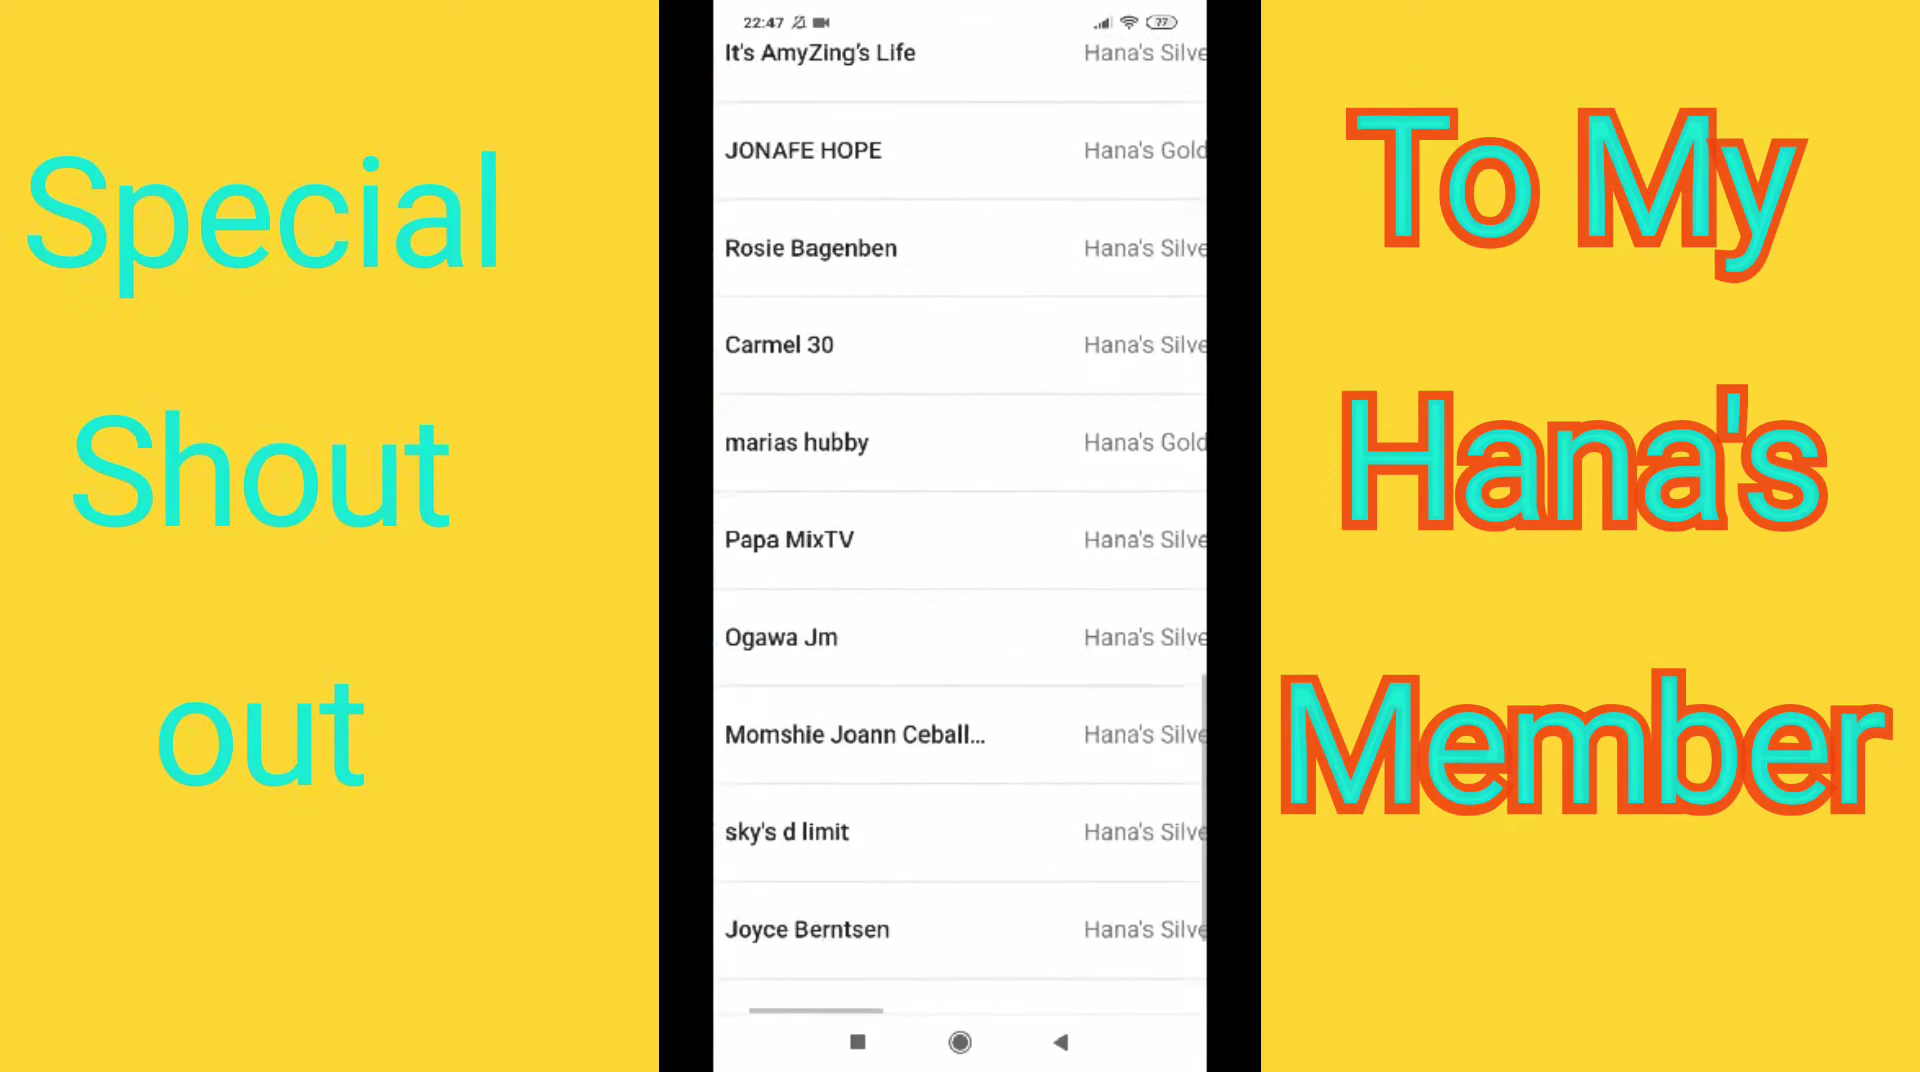 Special
Shout
out
22:47
77
It's AmyZing's Life Hana's Silve
JONAFE HOPE Hana's Gold
Rosie Bagenben Hana's Silve
Carmel 30 Hana's Silve
marias hubby Hana's Gold
Papa MixTV Hana's Silve
Ogawa Jm Hana's Silve
Momshie Joann Ceball... Hana's Silve
sky's d limit Hana's Silve
Joyce Berntsen Hana's Silve
To My
Hana's
Member